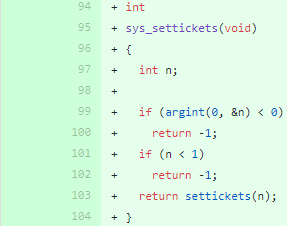 94 + int
95 + sys_settickets(void)
96 + {
97 +   int n;
98 +
99 +   if (argint(0, &n) < 0)
100 +     return -1;
101 +   if (n < 1)
102 +     return -1;
103 +   return settickets(n);
104 + }